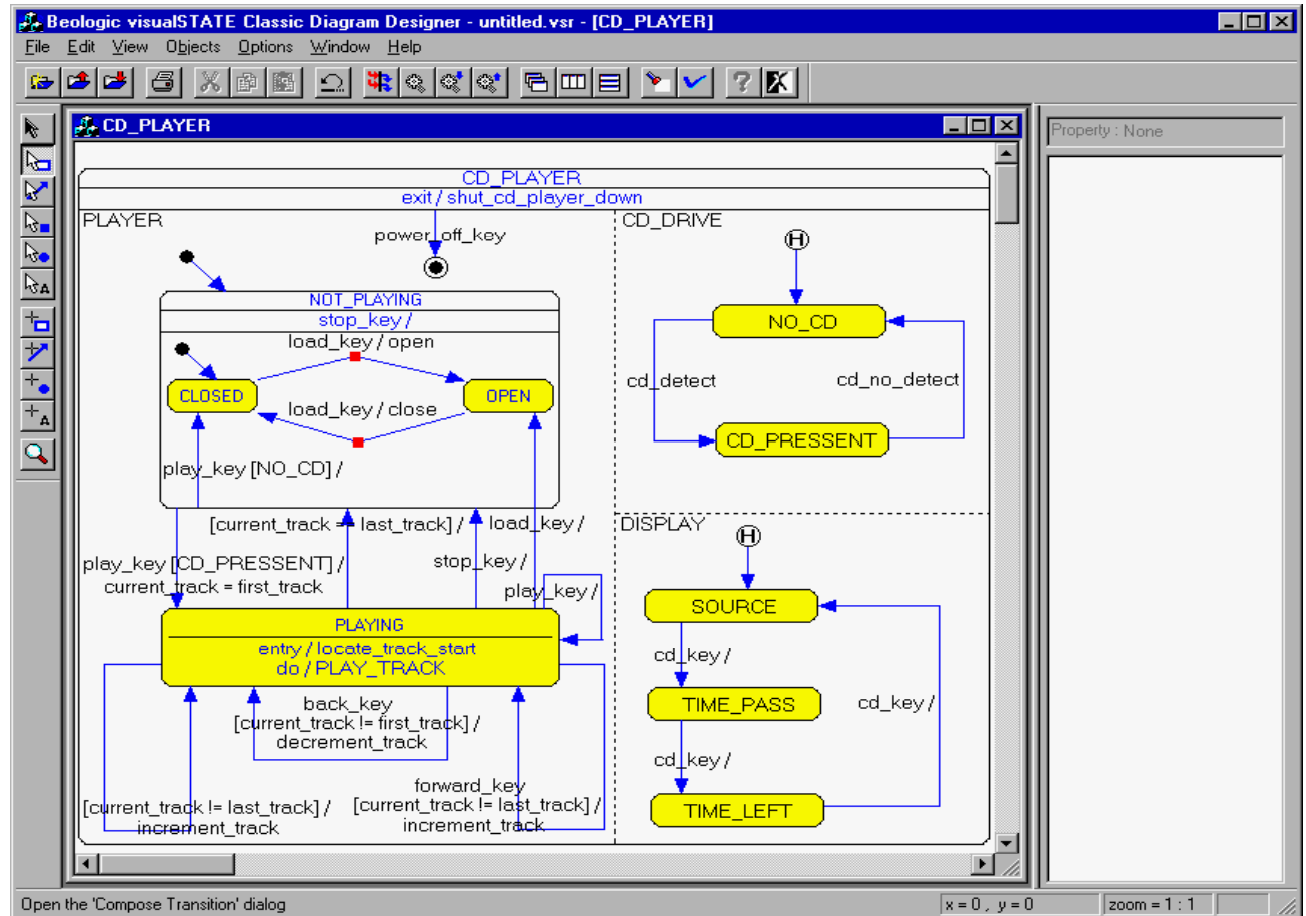 Beologic visualSTATE Classic Diagram Designer - untitled.vsr - [CD_PLAYER]
File Edit View Objects Options Window Help
CD_PLAYER
Property : None
CD_PLAYER
exit / shut_cd_player_down
PLAYER
power_off_key
NOT_PLAYING
stop_key /
load_key / open
CLOSED
OPEN
load_key / close
play_key [NO_CD] /
[current_track == last_track] /
load_key /
play_key [CD_PRESSENT] /
current_track = first_track
stop_key /
play_key /
PLAYING
entry / locate_track_start
do / PLAY_TRACK
back_key
[current_track != first_track] /
decrement_track
[current_track != last_track] /
increment_track
forward_key
[current_track != last_track] /
increment_track
CD_DRIVE
H
NO_CD
cd_detect
cd_no_detect
CD_PRESSENT
DISPLAY
H
SOURCE
cd_key /
TIME_PASS
cd_key /
cd_key /
TIME_LEFT
Open the 'Compose Transition' dialog
x = 0 , y = 0
zoom = 1 : 1